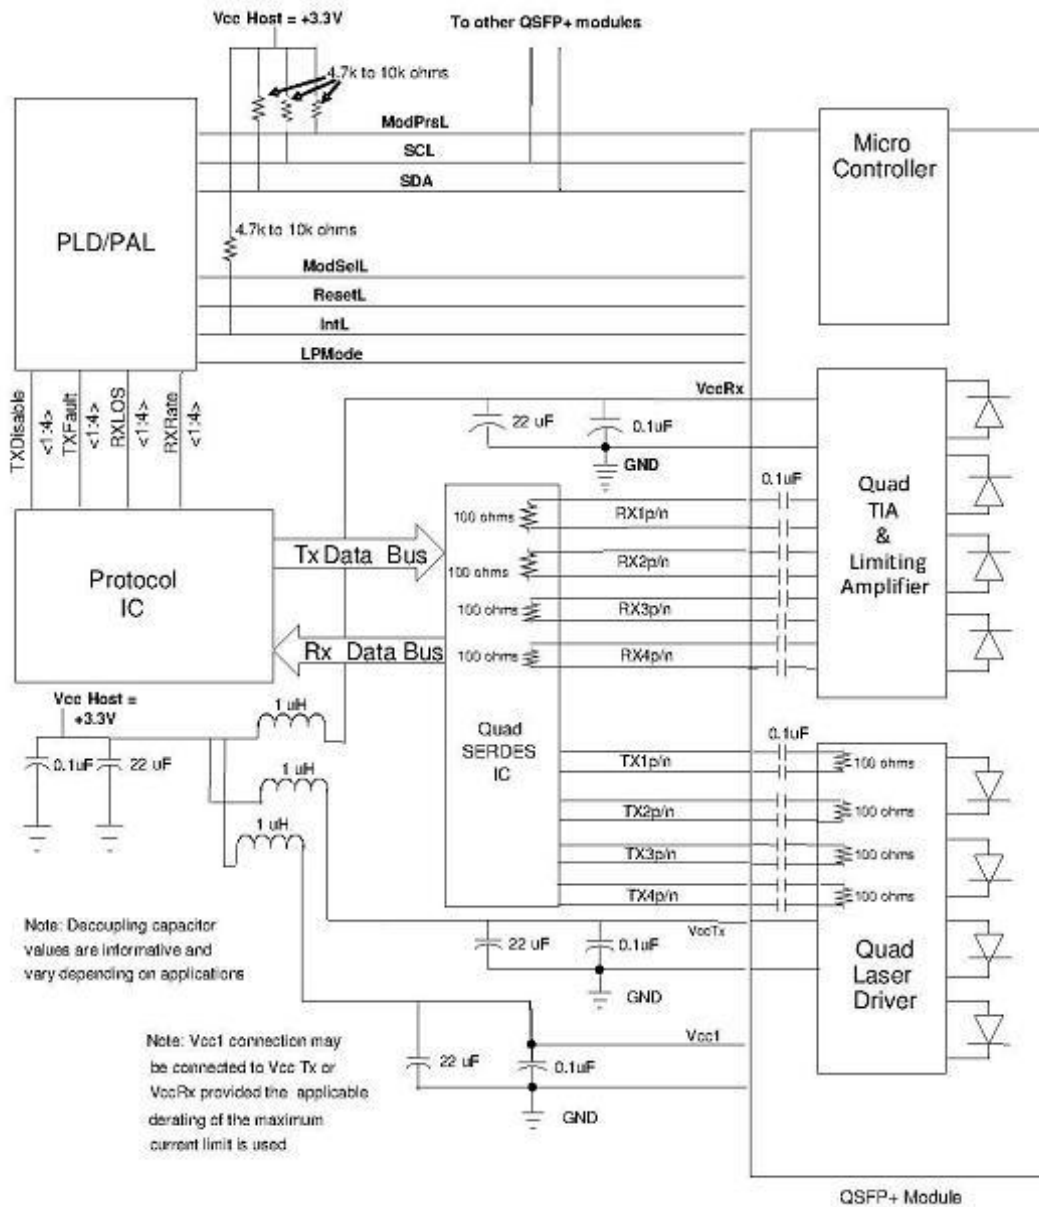 Vcc Host = +3.3V
To other QSFP+ modules
4.7k to 10k ohms
ModPrsL
SCL
SDA
Micro
Controller
PLD/PAL
4.7k to 10k ohms
ModSelL
ResetL
IntL
LPMode
TXDisable
<1:4>
TXFault
<1:4>
RXLOS
<1:4>
RXRate
<1:4>
VccRx
22 uF
0.1uF
GND
Protocol
IC
Tx Data Bus
Rx Data Bus
100 ohms
100 ohms
100 ohms
100 ohms
Quad
SERDES
IC
RX1p/n
RX2p/n
RX3p/n
RX4p/n
0.1uF
Quad
TIA
&
Limiting
Amplifier
Vcc Host =
+3.3V
0.1uF
22 uF
1 uH
1 uH
1 uH
TX1p/n
TX2p/n
TX3p/n
TX4p/n
0.1uF
100 ohms
100 ohms
100 ohms
100 ohms
Quad
Laser
Driver
Note: Decoupling capacitor
values are informative and
vary depending on applications
VccTx
22 uF
0.1uF
GND
Note: Vcc1 connection may
be connected to Vcc Tx or
VccRx provided the applicable
derating of the maximum
current limit is used
Vcc1
22 uF
0.1uF
GND
QSFP+ Module